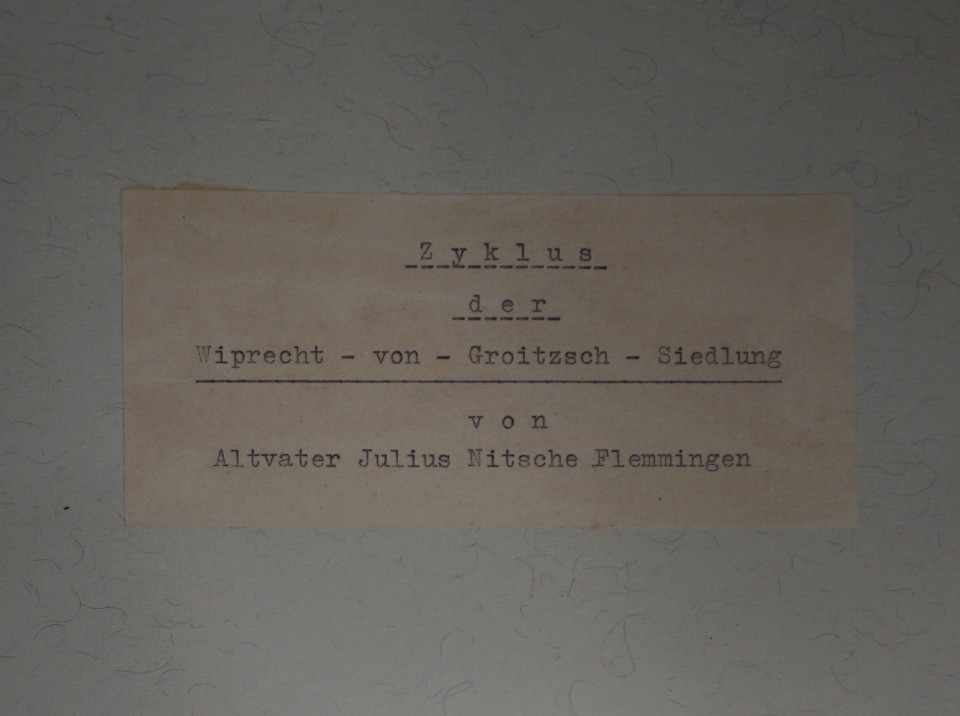 Zyklus
der
Wiprecht - von - Groitzsch - Siedlung
von
Altvater Julius Nitsche Flemmingen